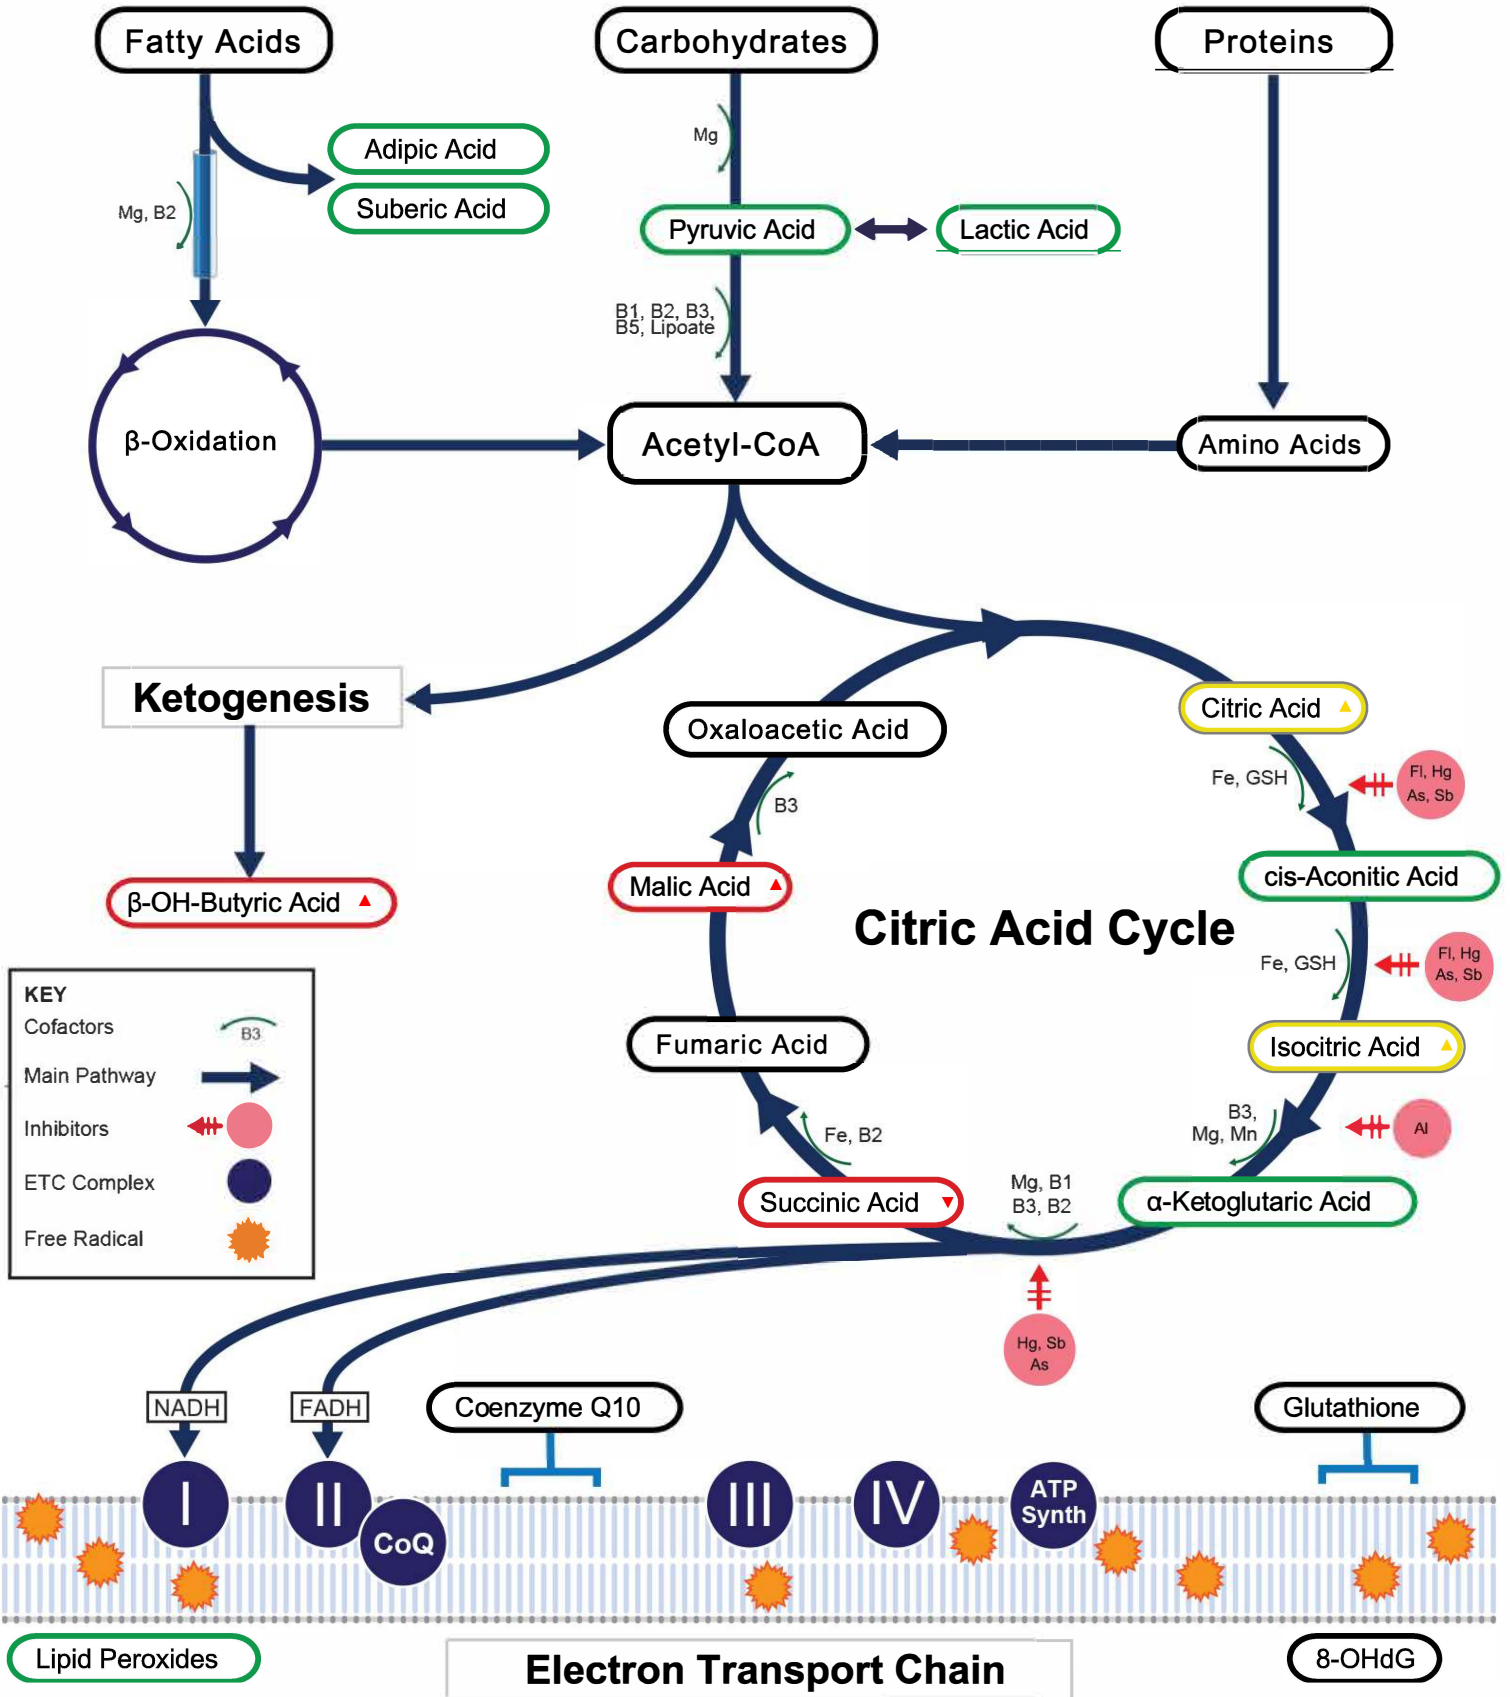 Fatty Acids
Carbohydrates
Proteins
Mg
Adipic Acid
Suberic Acid
Mg, B2
Pyruvic Acid
Lactic Acid
B1, B2, B3,
B5, Lipoate
β-Oxidation
Acetyl-CoA
Amino Acids
Ketogenesis
Oxaloacetic Acid
Citric Acid
Fe, GSH
Fl, Hg
As, Sb
B3
Malic Acid
cis-Aconitic Acid
β-OH-Butyric Acid
Citric Acid Cycle
Fe, GSH
Fl, Hg
As, Sb
KEY
Cofactors
B3
Main Pathway
Inhibitors
ETC Complex
Free Radical
Fumaric Acid
Isocitric Acid
Fe, B2
B3,
Mg, Mn
Al
Succinic Acid
Mg, B1
B3, B2
α-Ketoglutaric Acid
Hg, Sb
As
NADH
FADH
Coenzyme Q10
Glutathione
I
II
CoQ
III
IV
ATP
Synth
Lipid Peroxides
Electron Transport Chain
8-OHdG